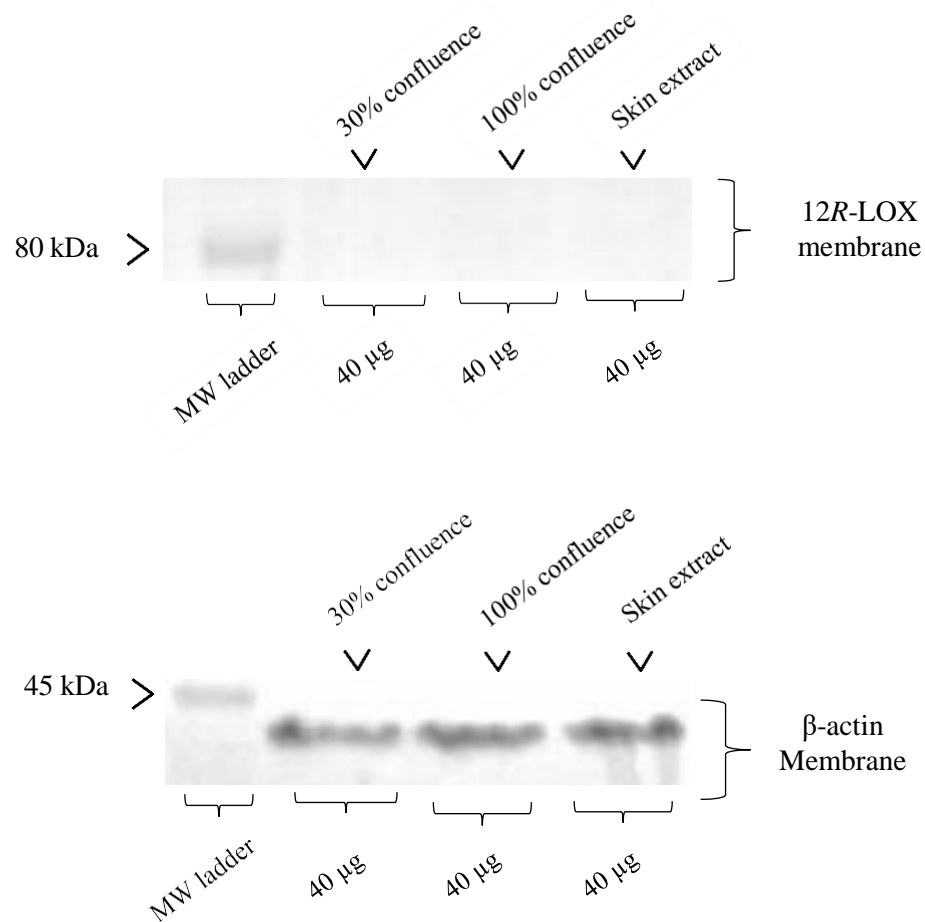 30% confluence
100% confluence
Skin extract
80 kDa
12R-LOX
membrane
MW ladder
40 µg
40 µg
40 µg
30% confluence
100% confluence
Skin extract
45 kDa
β-actin
Membrane
MW ladder
40 µg
40 µg
40 µg